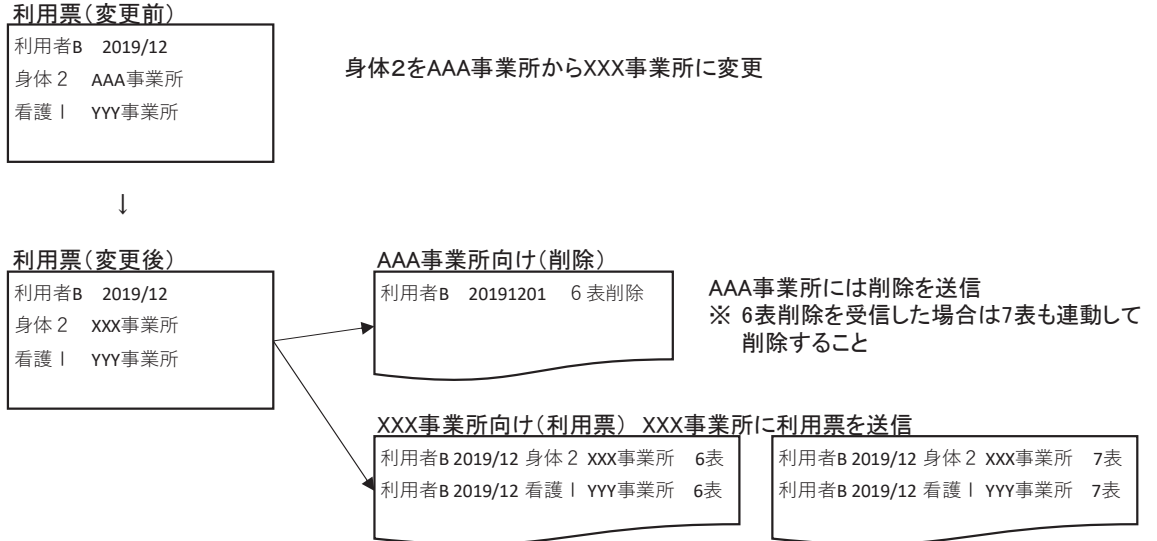 利用票（変更前）
利用者B 2019/12
身体２ AAA事業所
看護Ⅰ YYY事業所
身体２をAAA事業所からXXX事業所に変更
↓
利用票（変更後）
利用者B 2019/12
身体２ XXX事業所
看護Ⅰ YYY事業所
AAA事業所向け（削除）
利用者B 20191201 ６表削除
AAA事業所には削除を送信
※ 6表削除を受信した場合は7表も連動して
削除すること
XXX事業所向け（利用票） XXX事業所に利用票を送信
利用者B 2019/12 身体２ XXX事業所 6表
利用者B 2019/12 看護Ⅰ YYY事業所 6表
利用者B 2019/12 身体２ XXX事業所 7表
利用者B 2019/12 看護Ⅰ YYY事業所 7表